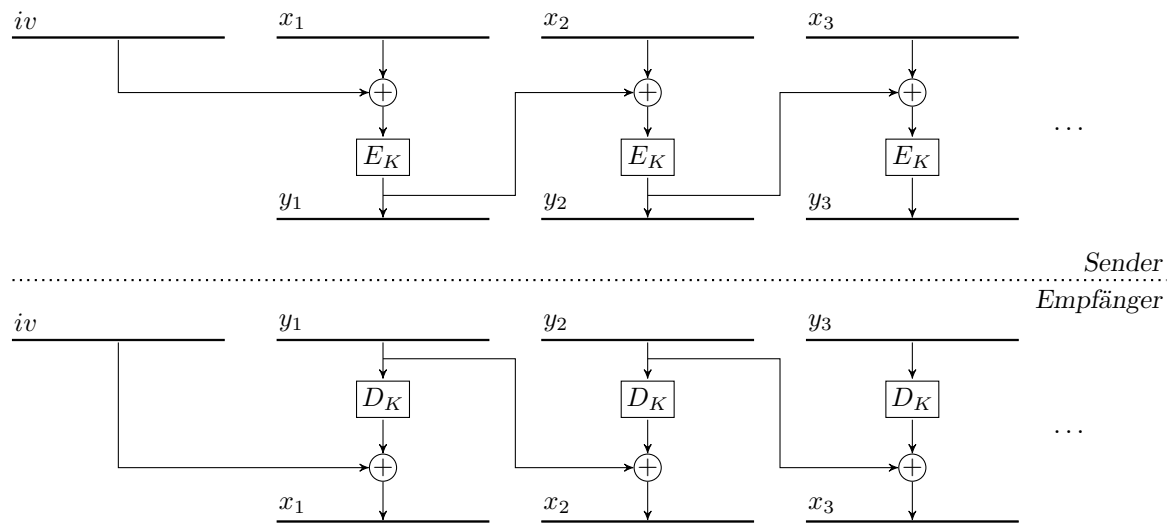 iv x₁ x₂ x₃
+ + +
E_K E_K E_K ...
y₁ y₂ y₃
Sender
Empfänger
iv y₁ y₂ y₃
D_K D_K D_K ...
+ + +
x₁ x₂ x₃